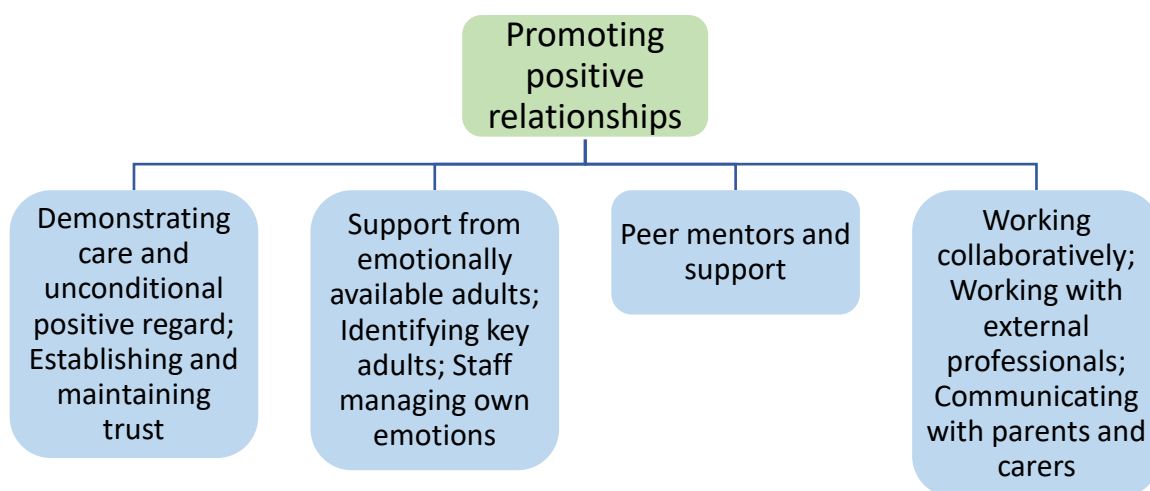 Promoting
positive
relationships
Demonstrating
care and
unconditional
positive regard;
Establishing and
maintaining
trust
Support from
emotionally
available adults;
Identifying key
adults; Staff
managing own
emotions
Peer mentors and
support
Working
collaboratively;
Working with
external
professionals;
Communicating
with parents and
carers